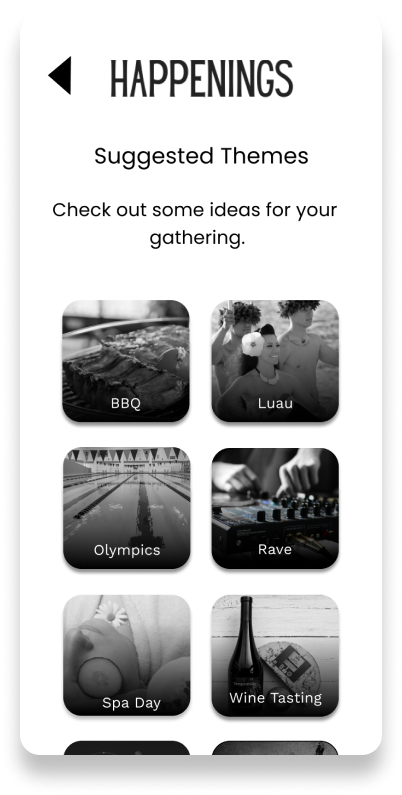 HAPPENINGS
Suggested Themes
Check out some ideas for your
gathering.
BBQ
Luau
Olympics
Rave
Spa Day
Wine Tasting